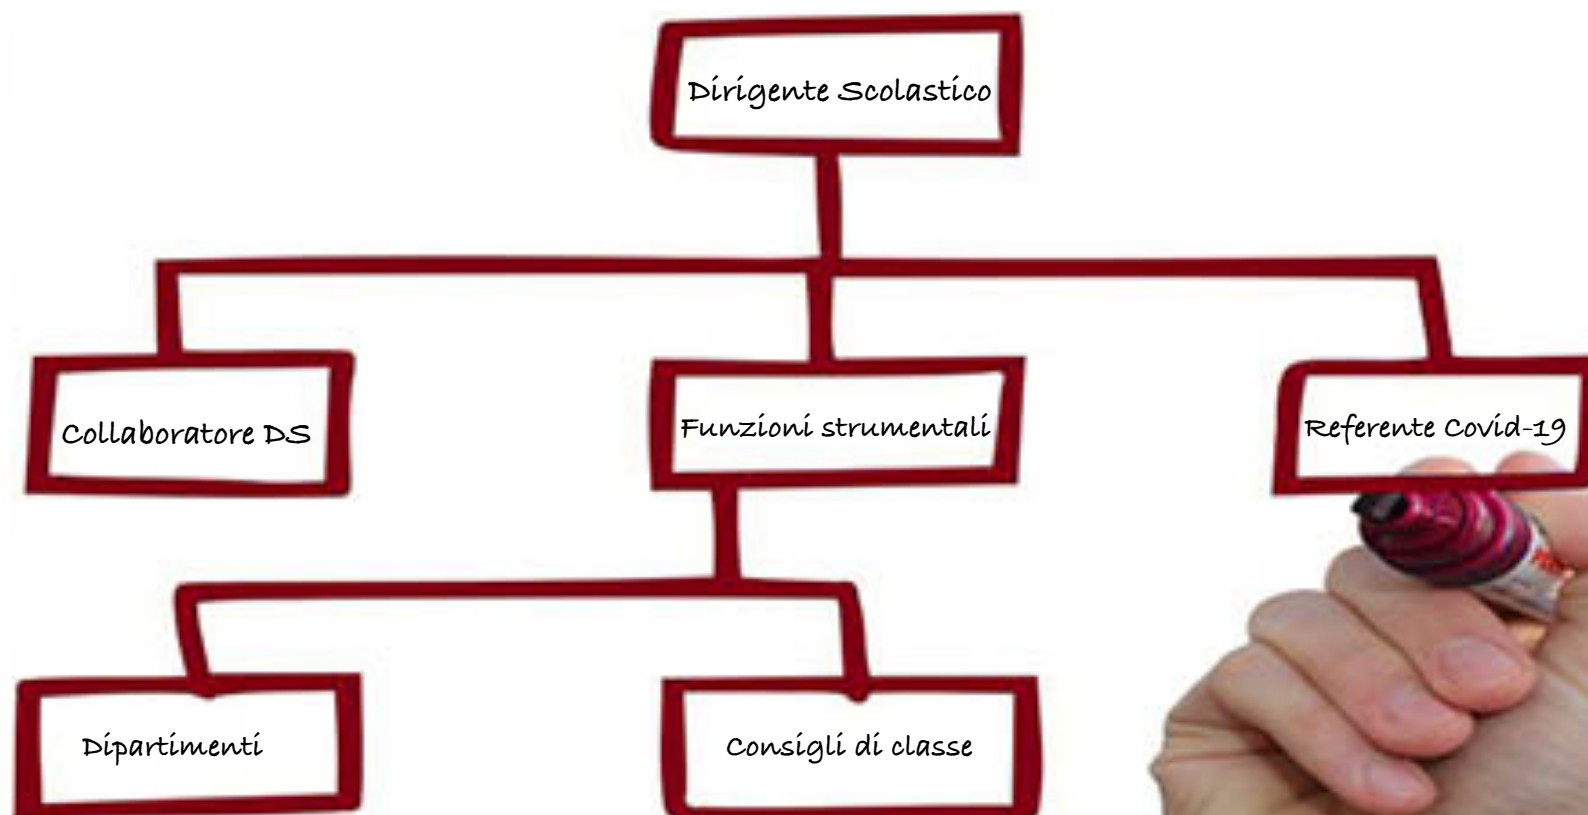 Dirigente Scolastico
Collaboratore DS
Funzioni strumentali
Referente Covid-19
Dipartimenti
Consigli di classe